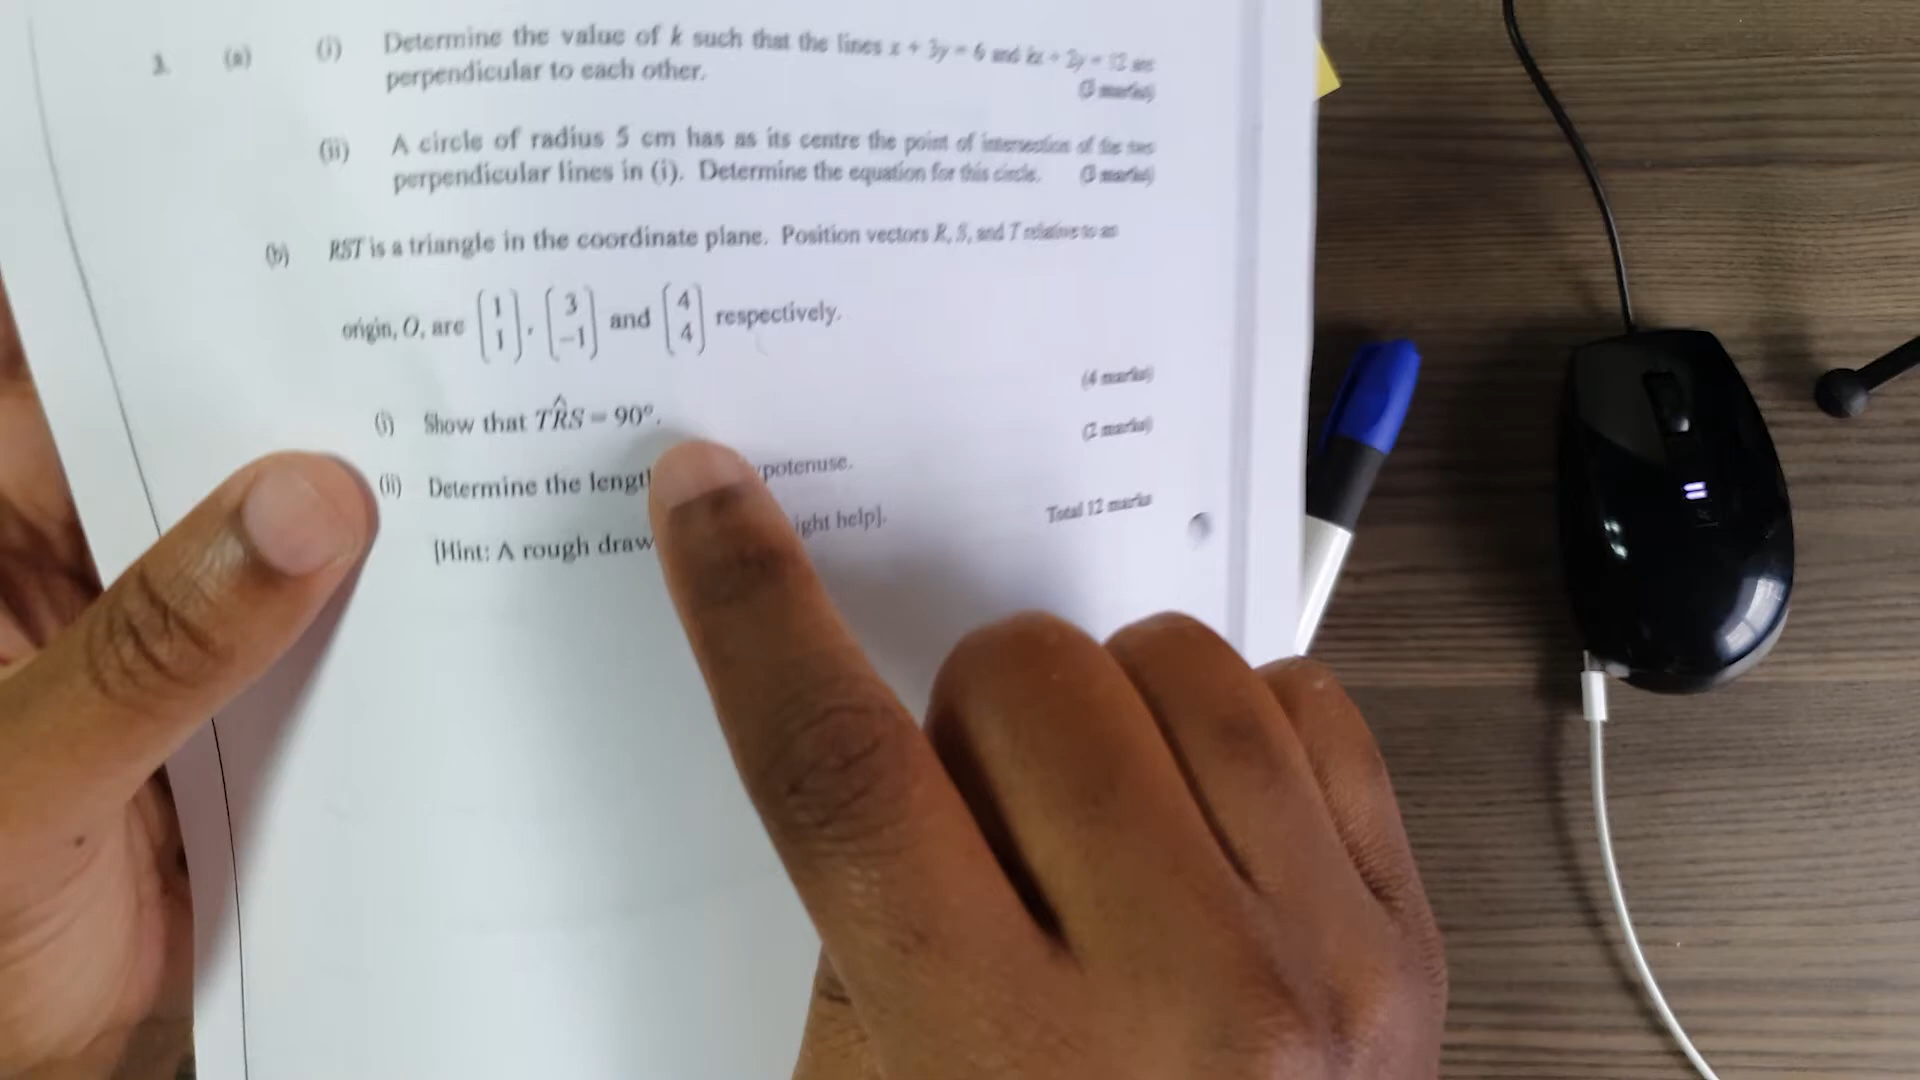 3. (a) (i) Determine the value of k such that the lines x + 3y = 6 and kx + 2y = 12 are
perpendicular to each other.
(3 marks)
(ii) A circle of radius 5 cm has as its centre the point of intersection of the two
perpendicular lines in (i). Determine the equation for this circle. (3 marks)
(b) RST is a triangle in the coordinate plane. Position vectors R, S, and T relative to an
origin, O, are (1 1), (3 −1) and (4 4) respectively.
(4 marks)
(i) Show that TR̂S = 90°.
(2 marks)
(ii) Determine the lengt ypotenuse.
[Hint: A rough draw ight help].
Total 12 marks